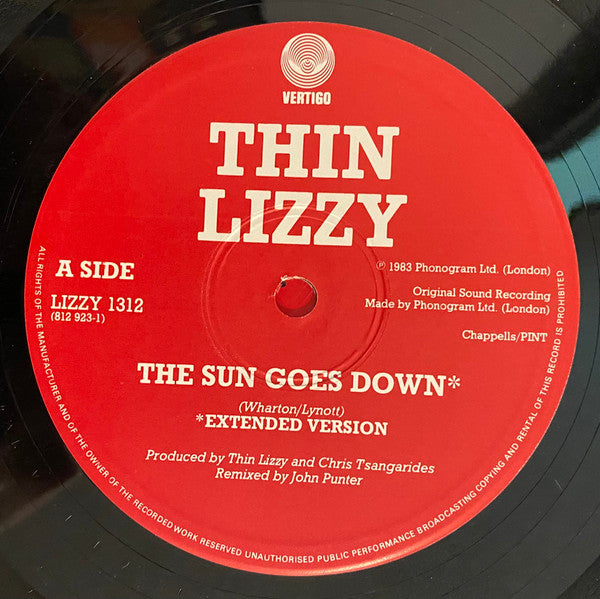 VERTIGO
THIN
LIZZY
A SIDE
LIZZY 1312
(812 923-1)
℗ 1983 Phonogram Ltd. (London)
Original Sound Recording
Made by Phonogram Ltd. (London)
Chappells/PINT
THE SUN GOES DOWN*
(Wharton/Lynott)
*EXTENDED VERSION
Produced by Thin Lizzy and Chris Tsangarides
Remixed by John Punter
ALL RIGHTS OF THE MANUFACTURER AND OF THE OWNER OF THE RECORDED WORK RESERVED UNAUTHORISED PUBLIC PERFORMANCE BROADCASTING COPYING AND RENTAL OF THIS RECORD IS PROHIBITED